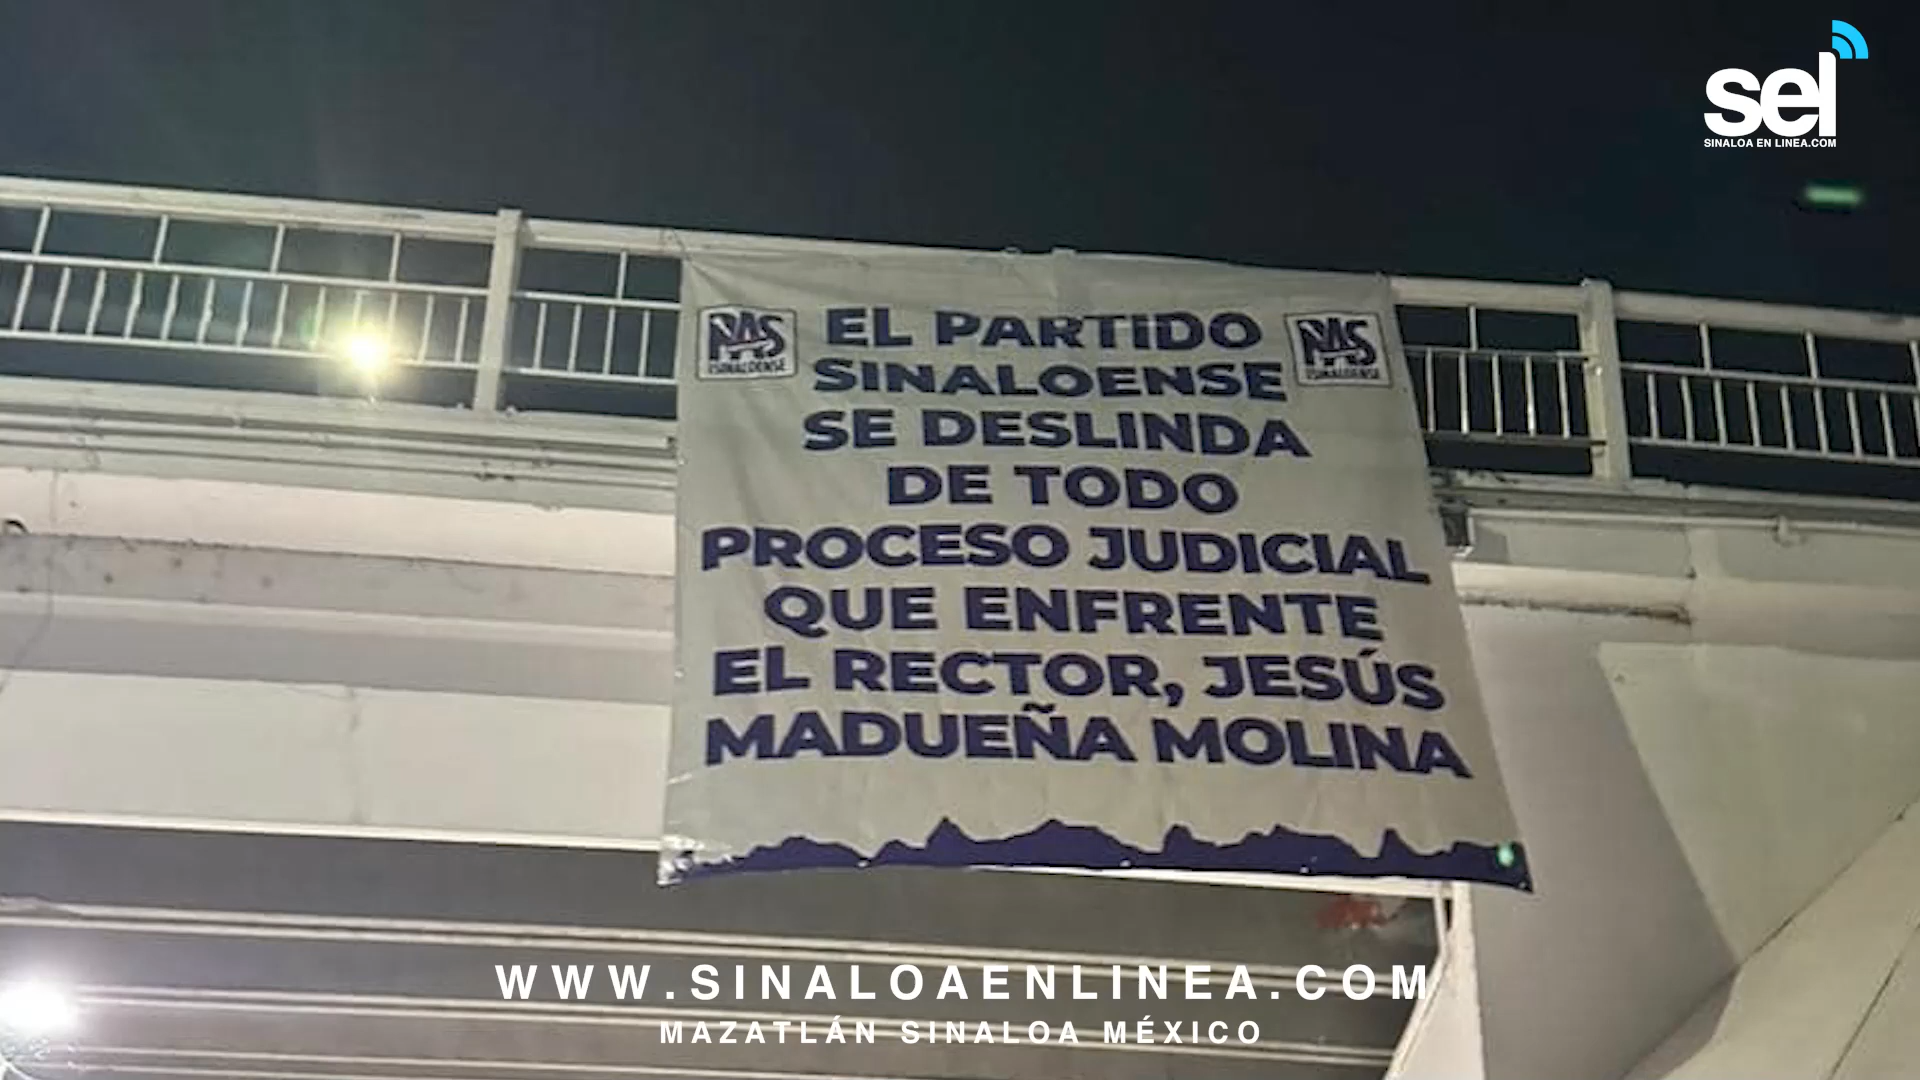 sel
SINALOA EN LINEA.COM
PAS
SINALOENSE
PAS
SINALOENSE
EL PARTIDO
SINALOENSE
SE DESLINDA
DE TODO
PROCESO JUDICIAL
QUE ENFRENTE
EL RECTOR, JESÚS
MADUEÑA MOLINA
WWW.SINALOAENLINEA.COM
MAZATLÁN SINALOA MÉXICO